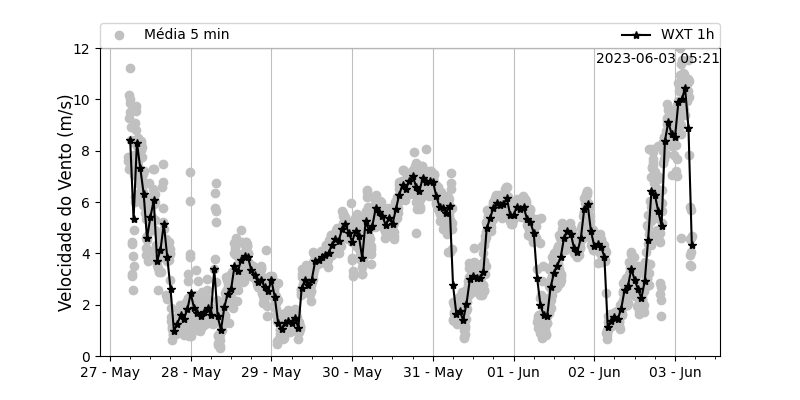 Média 5 min
WXT 1h
2023-06-03 05:21
Velocidade do Vento (m/s)
12
10
8
6
4
2
0
27 - May
28 - May
29 - May
30 - May
31 - May
01 - Jun
02 - Jun
03 - Jun